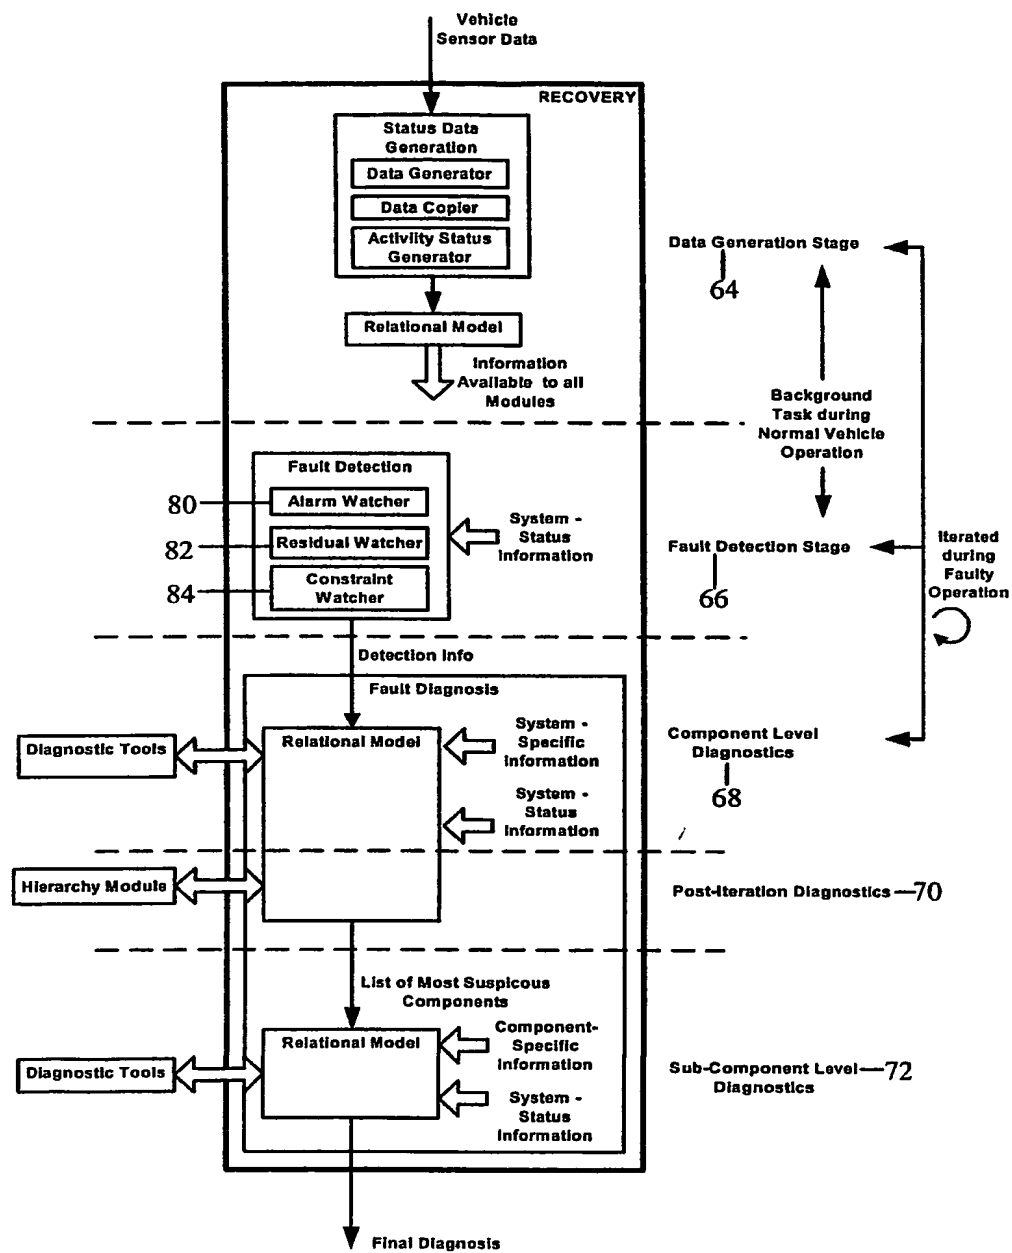 Vehicle
Sensor Data
RECOVERY
Status Data
Generation
Data Generator
Data Copier
Activiity Status
Generator
Data Generation Stage
64
Relational Model
Information
Available to all
Modules
Background
Task during
Normal Vehicle
Operation
Fault Detection
80
Alarm Watcher
82
Residual Watcher
84
Constraint
Watcher
System -
Status
Information
Fault Detection Stage
66
Iterated
during
Faulty
Operation
Detection Info
Fault Diagnosis
Diagnostic Tools
Relational Model
System -
Specific
Information
System -
Status
Information
Component Level
Diagnostics
68
Hierarchy Module
Post-Iteration Diagnostics
70
List of Most Suspicous
Components
Diagnostic Tools
Relational Model
Component-
Specific
Information
System -
Status
Information
Sub-Component Level
Diagnostics
72
Final Diagnosis